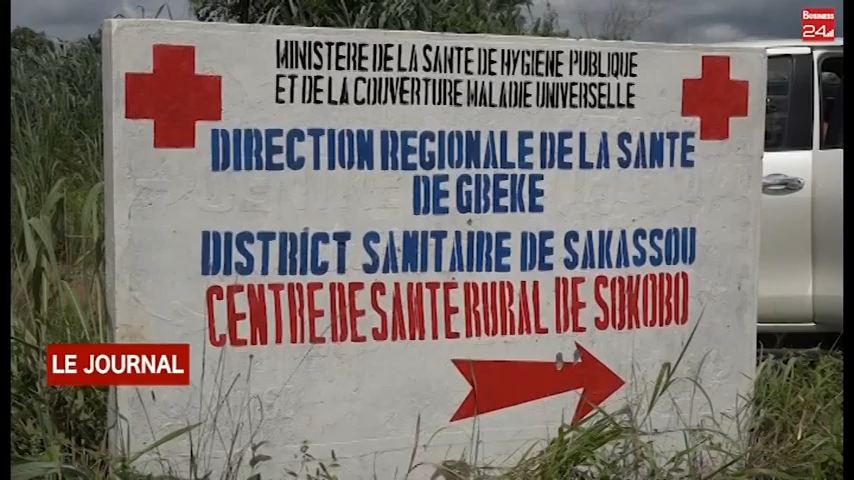 BUSINESS
24
MINISTERE DE LA SANTE DE HYGIENE PUBLIQUE
ET DE LA COUVERTURE MALADIE UNIVERSELLE
DIRECTION REGIONALE DE LA SANTE
DE GBEKE
DISTRICT SANITAIRE DE SAKASSOU
CENTRE DE SANTE RURAL DE SOKOBO
LE JOURNAL